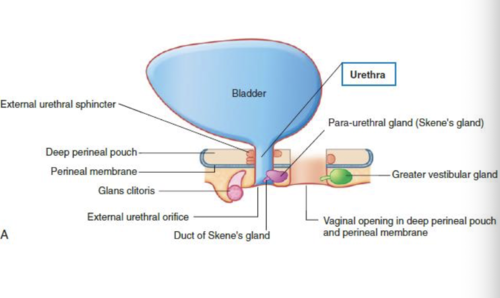 Urethra
Bladder
External urethral sphincter
Para-urethral gland (Skene's gland)
Deep perineal pouch
Perineal membrane
Greater vestibular gland
Glans clitoris
External urethral orifice
Vaginal opening in deep perineal pouch
and perineal membrane
Duct of Skene's gland
A